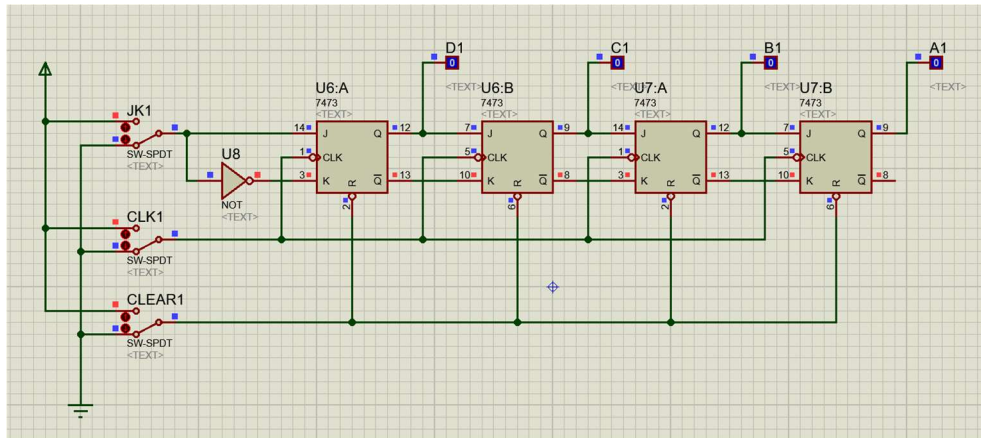 D1
0
<TEXT>
C1
0
<TEXT>
B1
0
<TEXT>
A1
0
<TEXT>
JK1
SW-SPDT
<TEXT>
U8
NOT
<TEXT>
U6:A
7473
<TEXT>
14 J Q 12
1 CLK
3 K Q 13
R
2
U6:B
7473
<TEXT>
7 J Q 9
5 CLK
10 K Q 8
R
6
U7:A
7473
<TEXT>
14 J Q 12
1 CLK
3 K Q 13
R
2
U7:B
7473
<TEXT>
7 J Q 9
5 CLK
10 K Q 8
R
6
CLK1
SW-SPDT
<TEXT>
CLEAR1
SW-SPDT
<TEXT>